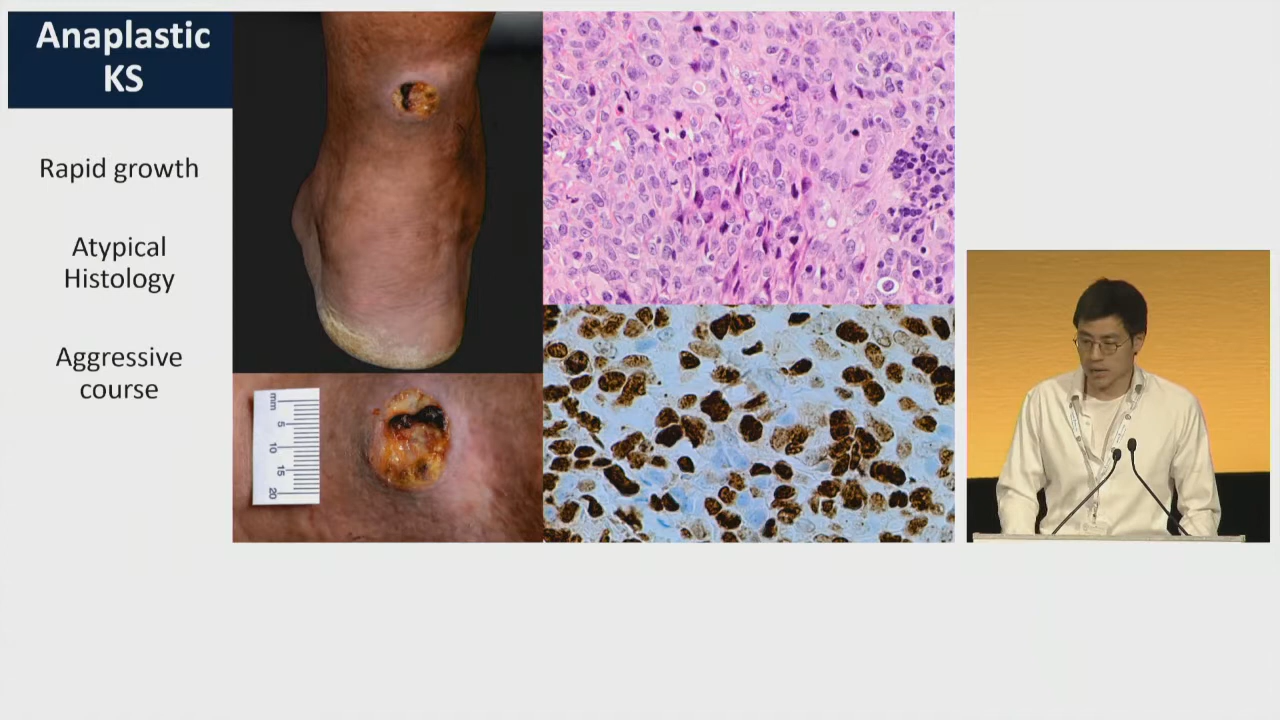 Anaplastic
KS
Rapid growth
Atypical
Histology
Aggressive
course
mm
5
10
15
20